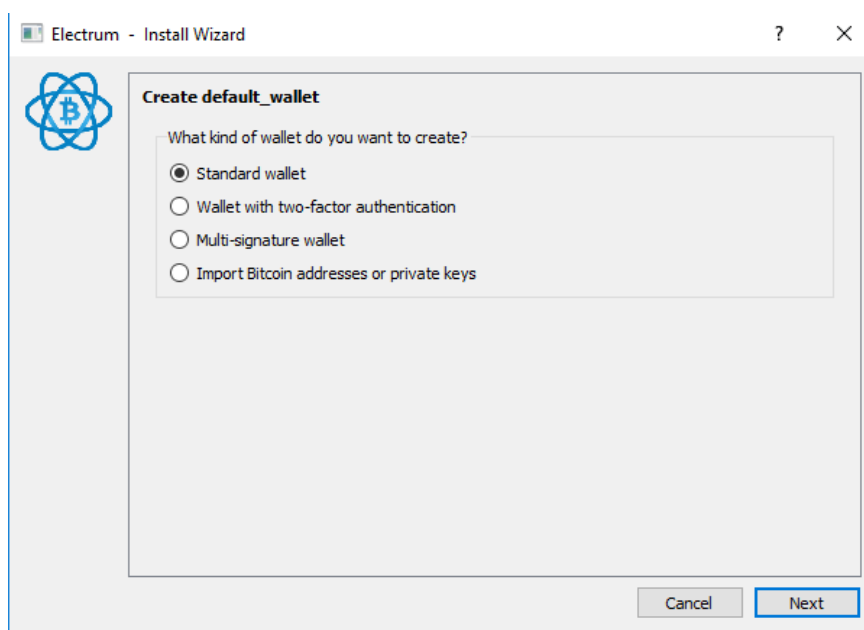 Electrum - Install Wizard
Create default_wallet
What kind of wallet do you want to create?
Standard wallet
Wallet with two-factor authentication
Multi-signature wallet
Import Bitcoin addresses or private keys
Cancel Next